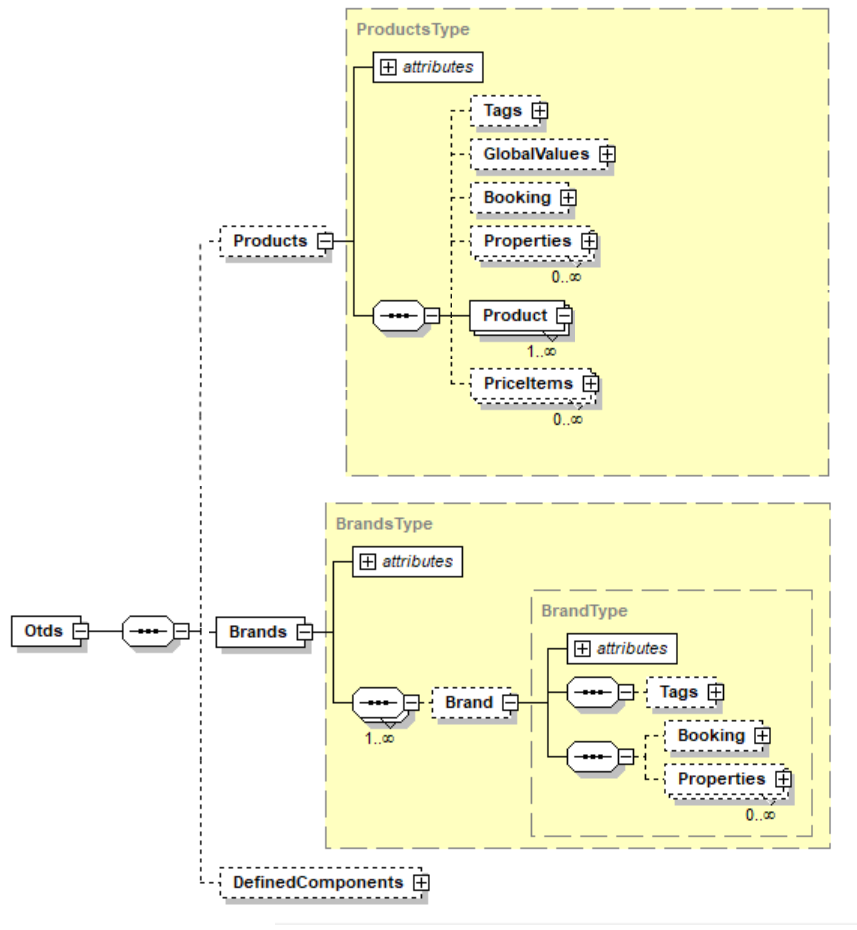 ProductsType
attributes
Tags
GlobalValues
Booking
Products
Properties
0..∞
Product
1..∞
PriceItems
0..∞
BrandsType
attributes
BrandType
Otds
Brands
attributes
Brand
Tags
1..∞
Booking
Properties
0..∞
DefinedComponents